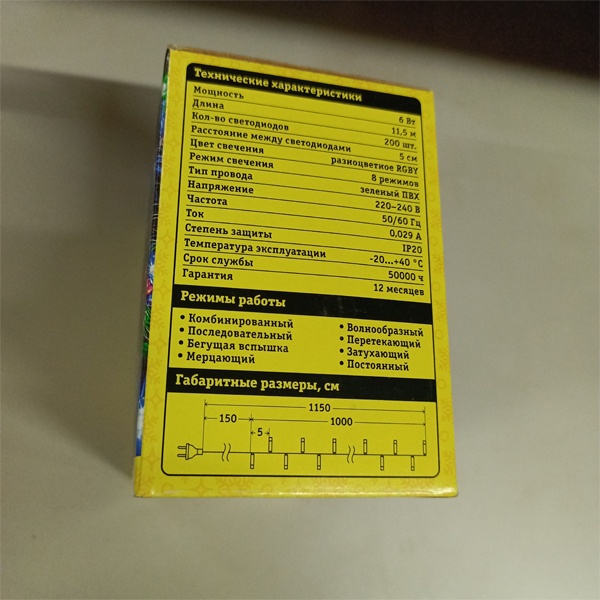 Технические характеристики
Мощность 6 Вт
Длина 11,5 м
Кол-во светодиодов 200 шт.
Расстояние между светодиодами 5 см
Цвет свечения разноцветное RGBY
Режим свечения 8 режимов
Тип провода зеленый ПВХ
Напряжение 220–240 В
Частота 50/60 Гц
Ток 0,029 А
Степень защиты IP20
Температура эксплуатации -20...+40 °С
Срок службы 50000 ч
Гарантия 12 месяцев
Режимы работы
• Комбинированный
• Последовательный
• Бегущая вспышка
• Мерцающий
• Волнообразный
• Перетекающий
• Затухающий
• Постоянный
Габаритные размеры, см
1150
150 1000
5